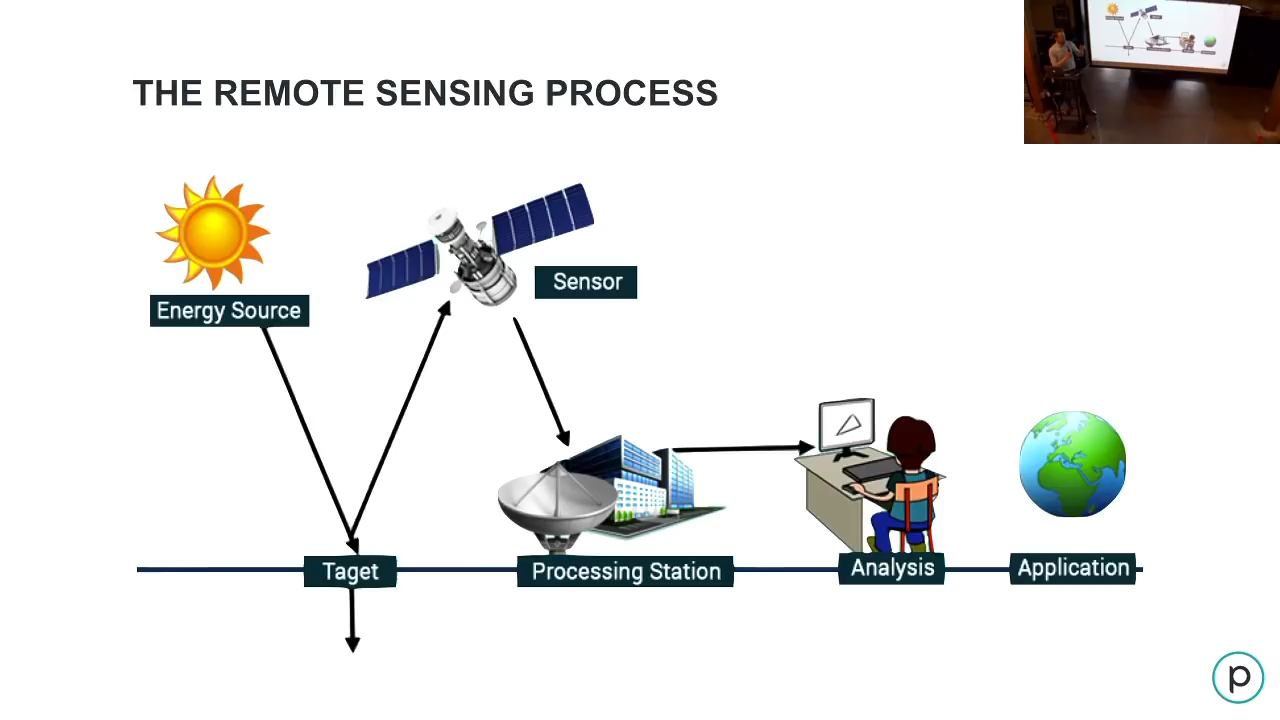 THE REMOTE SENSING PROCESS
Energy Source
Sensor
Taget
Processing Station
Analysis
Application
p